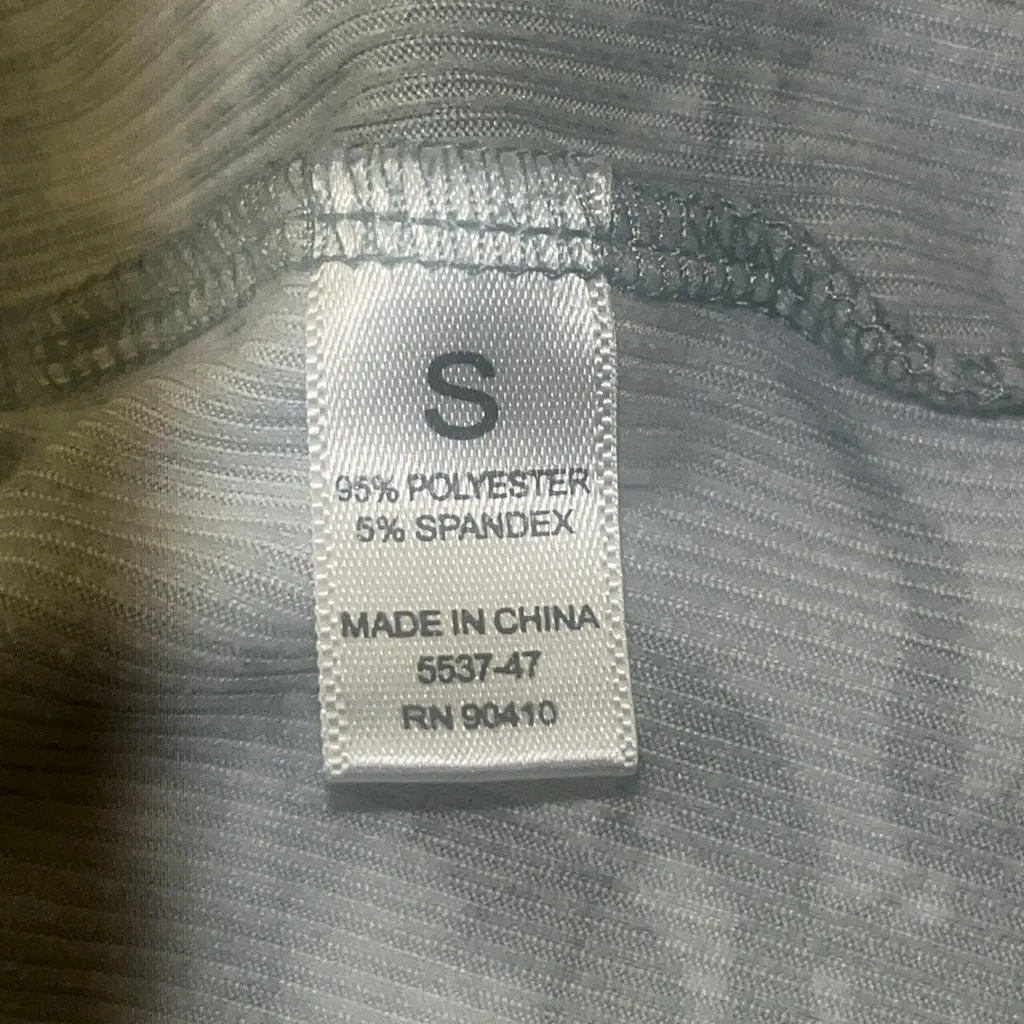 S
95% POLYESTER
5% SPANDEX
MADE IN CHINA
5537-47
RN 90410